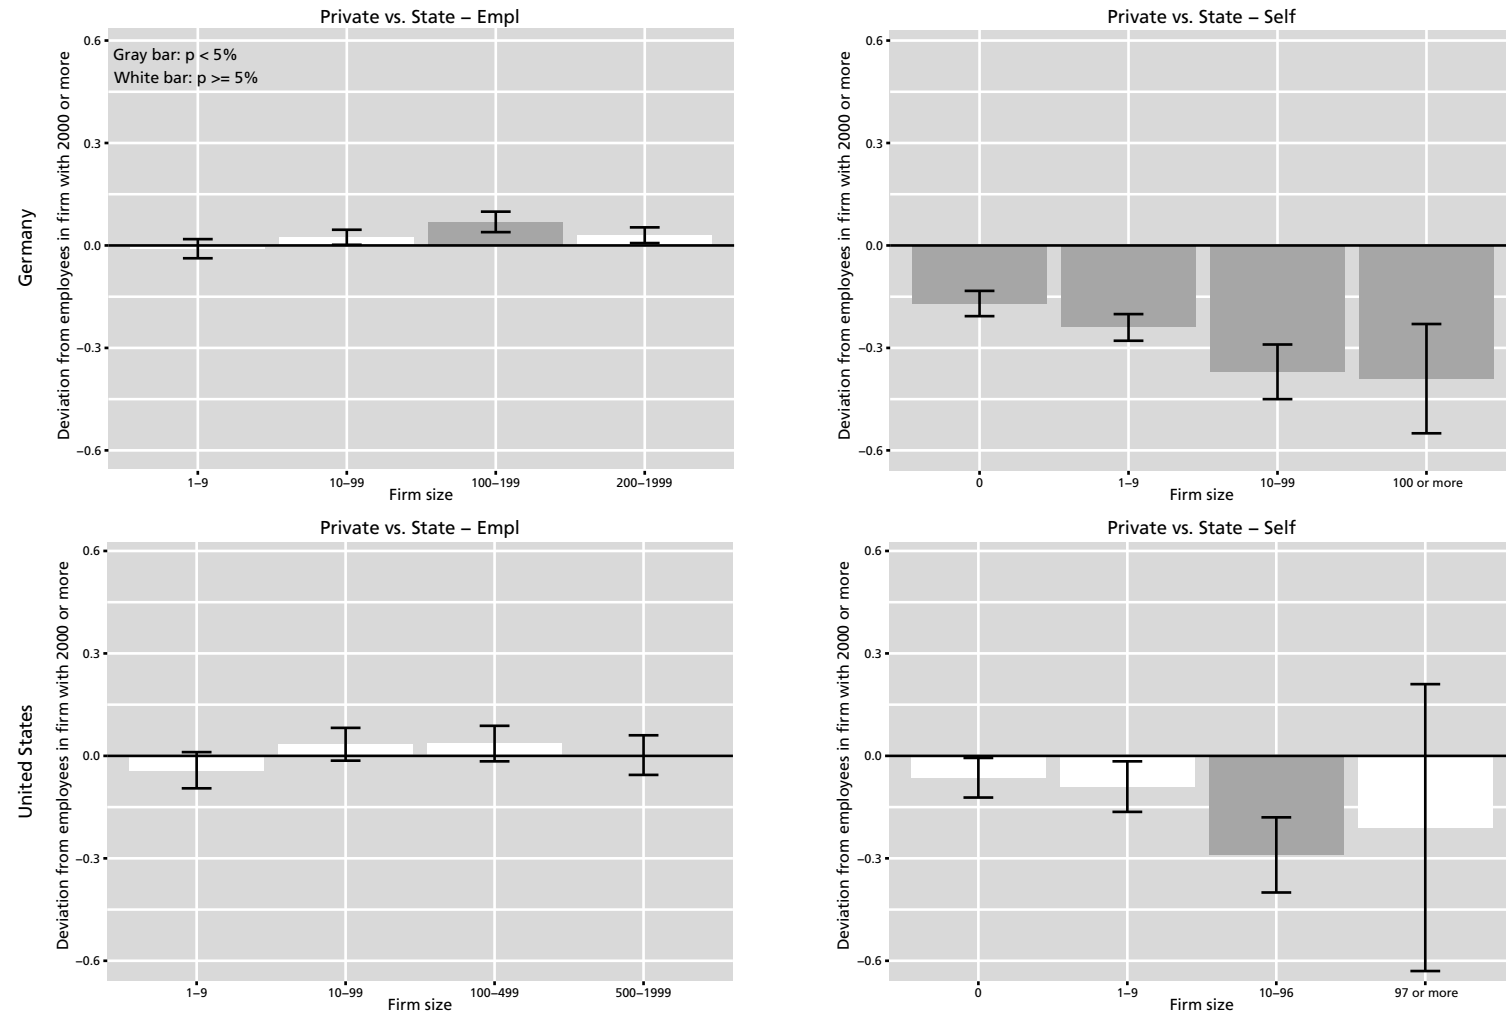 Private vs. State – Empl
Gray bar: p < 5%
White bar: p >= 5%
Germany
Deviation from employees in firm with 2000 or more
0.6
0.3
0.0
−0.3
−0.6
1–9 10–99 100–199 200–1999
Firm size
Private vs. State – Self
Deviation from employees in firm with 2000 or more
0.6
0.3
0.0
−0.3
−0.6
0 1–9 10–99 100 or more
Firm size
Private vs. State – Empl
United States
Deviation from employees in firm with 2000 or more
0.6
0.3
0.0
−0.3
−0.6
1–9 10–99 100–499 500–1999
Firm size
Private vs. State – Self
Deviation from employees in firm with 2000 or more
0.6
0.3
0.0
−0.3
−0.6
0 1–9 10–96 97 or more
Firm size